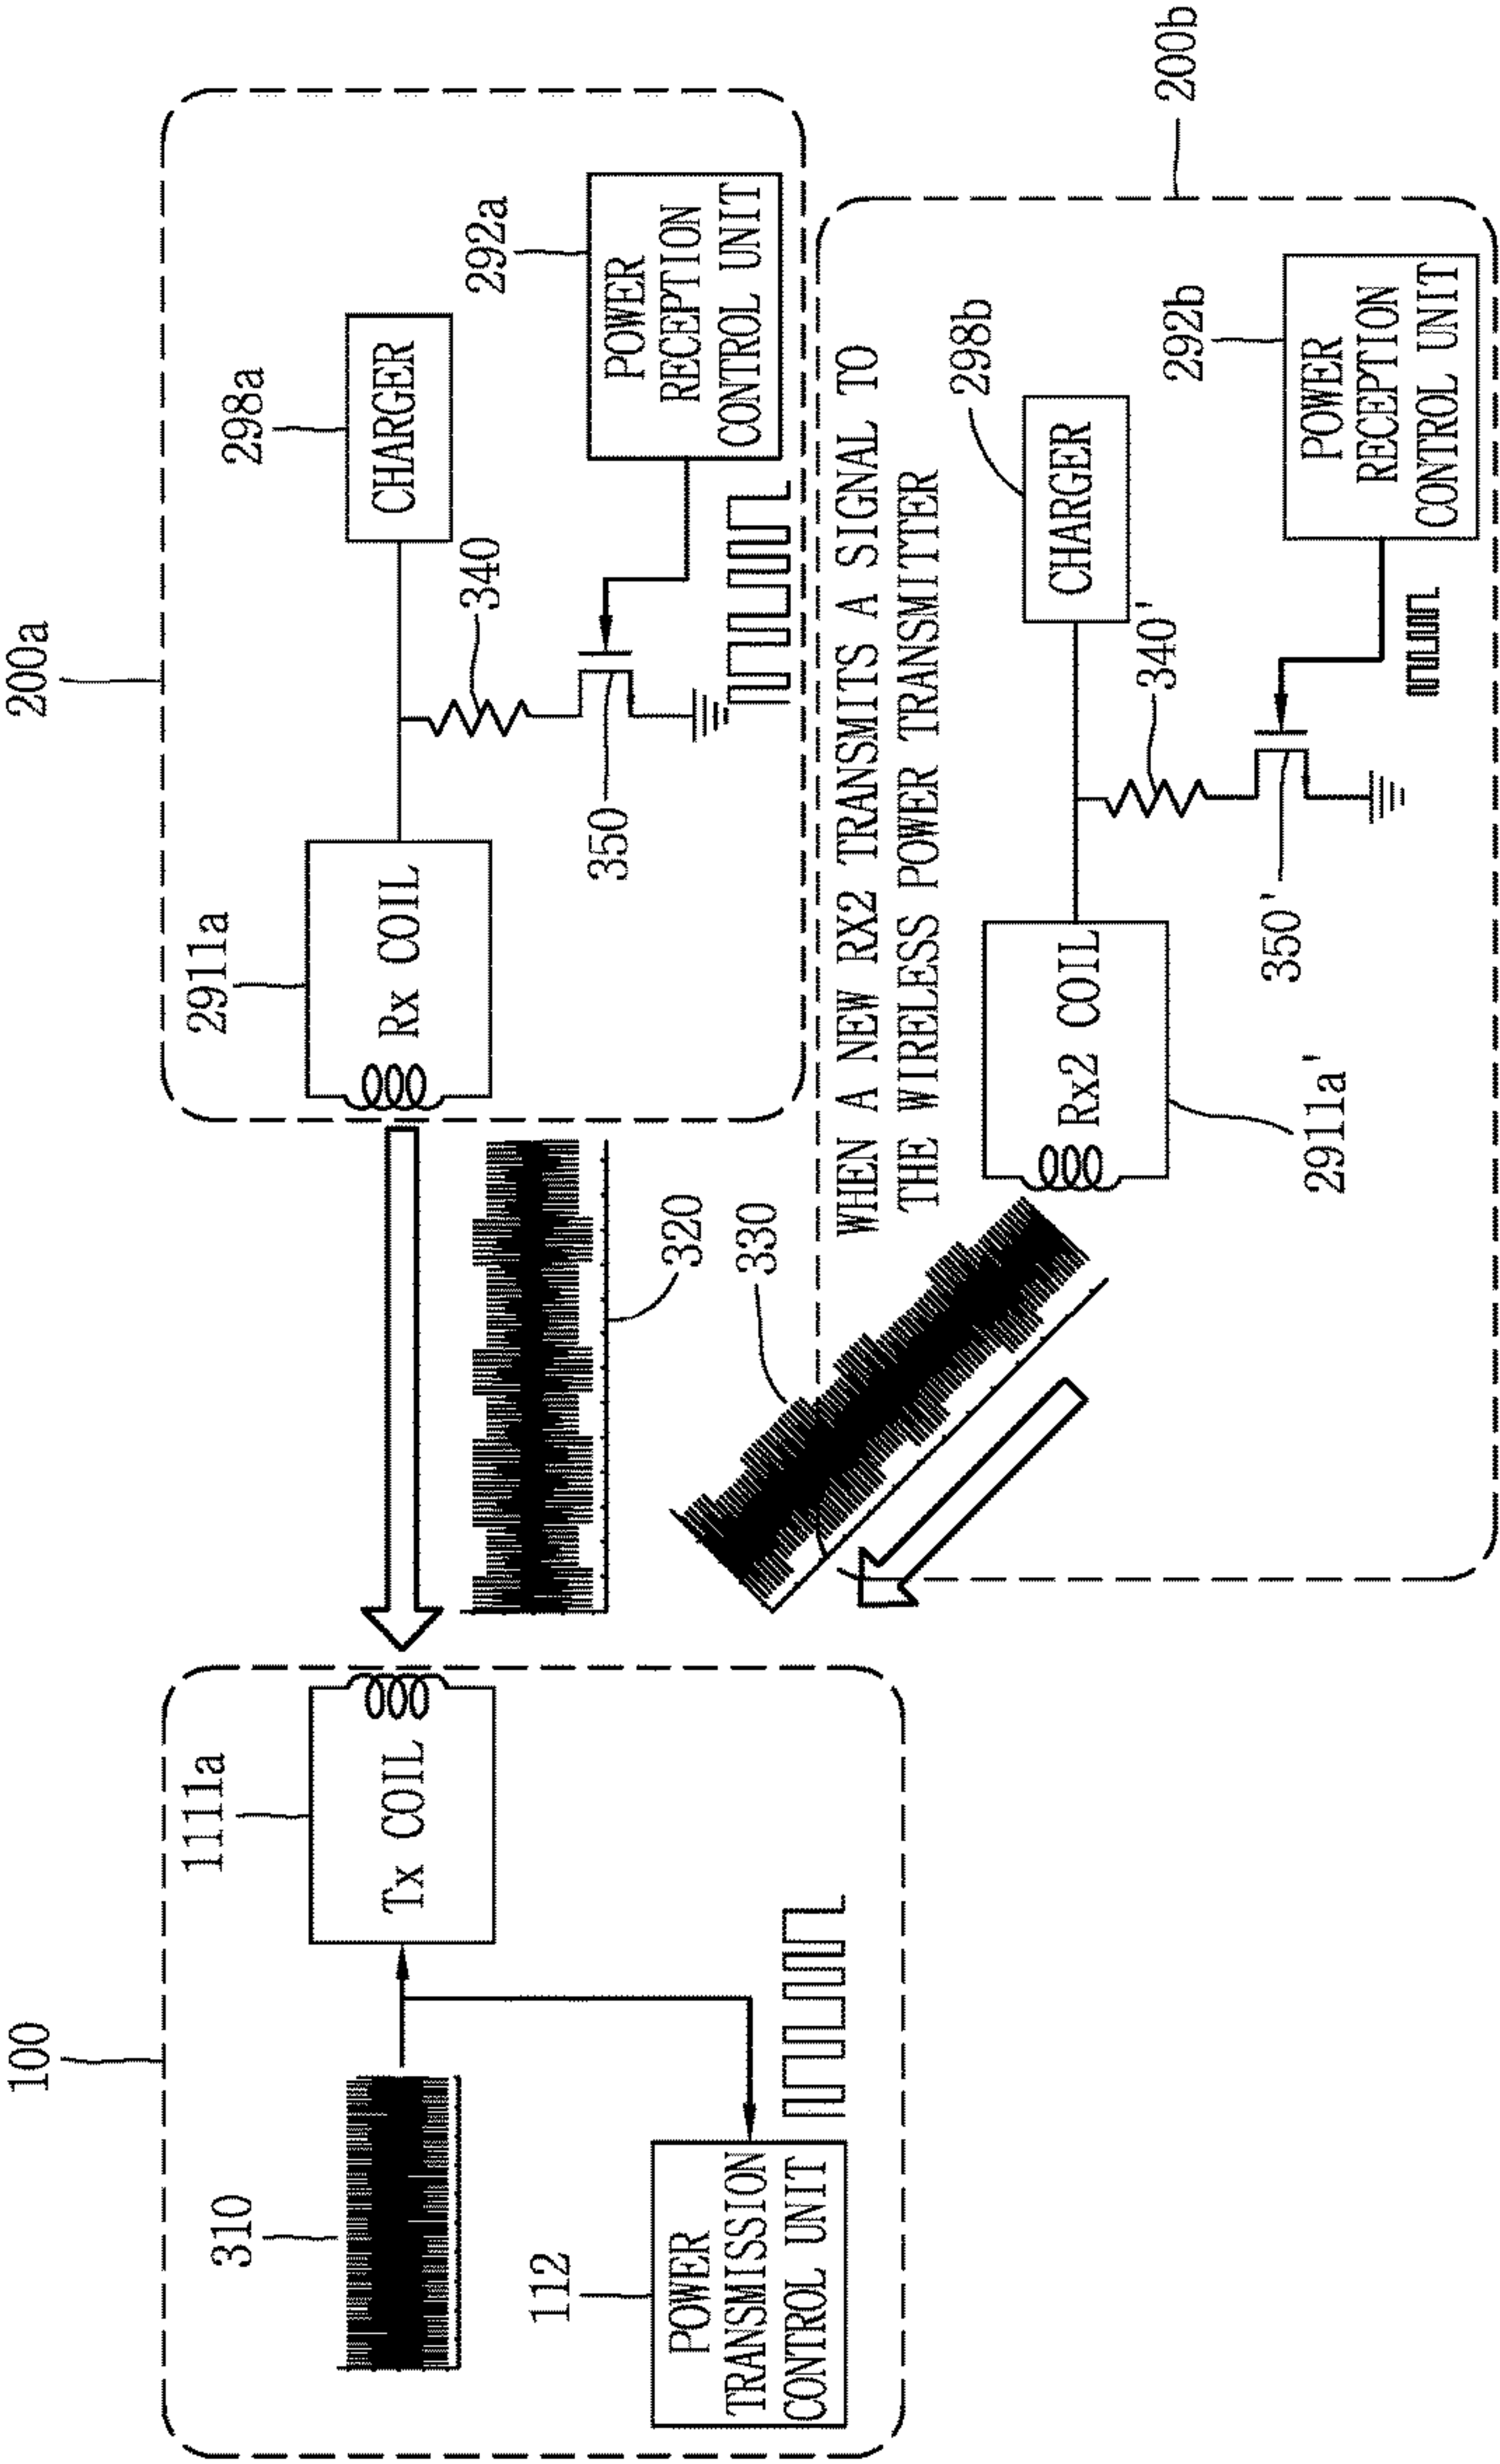 100
310
1111a
Tx COIL
112
POWER
TRANSMISSION
CONTROL UNIT
200a
2911a
Rx COIL
298a
CHARGER
340
350
292a
POWER
RECEPTION
CONTROL UNIT
320
330
WHEN A NEW RX2 TRANSMITS A SIGNAL TO
THE WIRELESS POWER TRANSMITTER
200b
298b
CHARGER
Rx2 COIL
2911a'
340'
350'
292b
POWER
RECEPTION
CONTROL UNIT